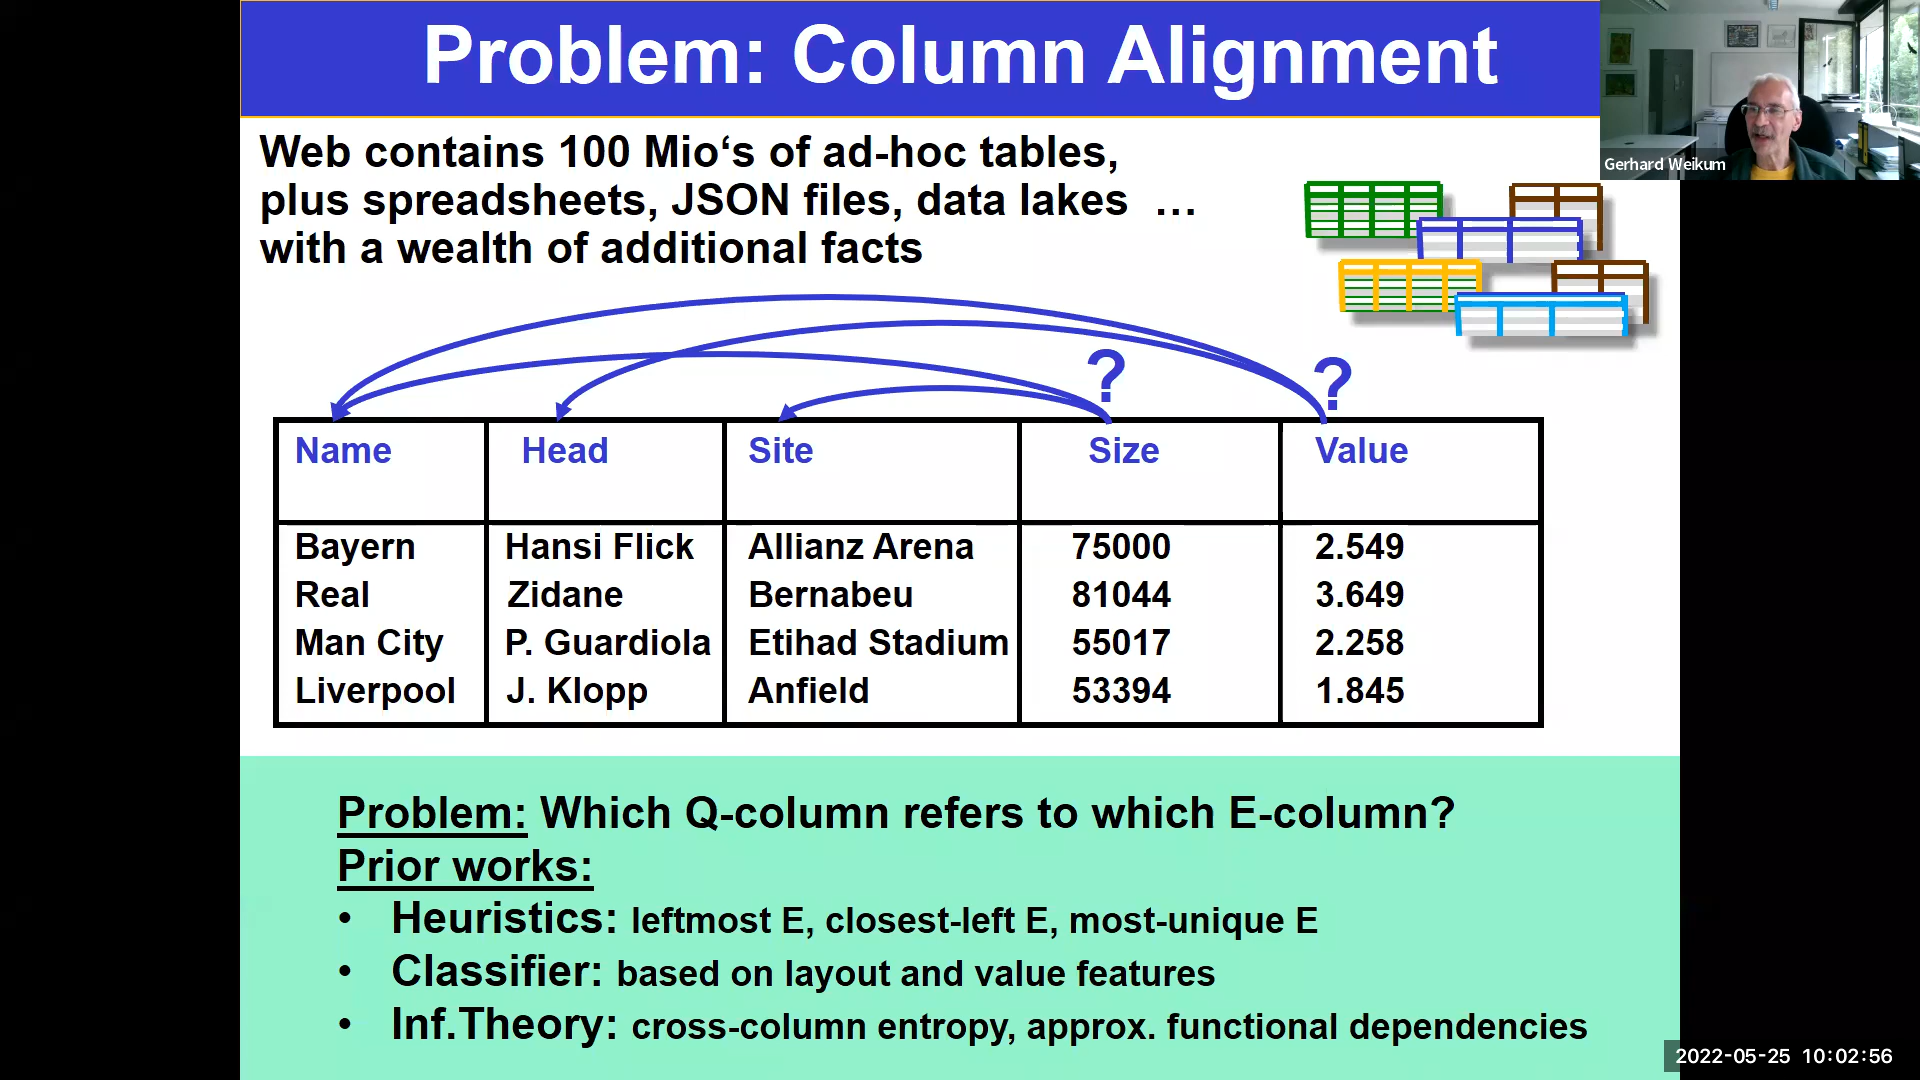 Problem: Column Alignment
Gerhard Weikum
Web contains 100 Mio‘s of ad-hoc tables,
plus spreadsheets, JSON files, data lakes …
with a wealth of additional facts
? ?
Name Head Site Size Value
Bayern Hansi Flick Allianz Arena 75000 2.549
Real Zidane Bernabeu 81044 3.649
Man City P. Guardiola Etihad Stadium 55017 2.258
Liverpool J. Klopp Anfield 53394 1.845
Problem: Which Q-column refers to which E-column?
Prior works:
• Heuristics: leftmost E, closest-left E, most-unique E
• Classifier: based on layout and value features
• Inf.Theory: cross-column entropy, approx. functional dependencies
2022-05-25 10:02:56